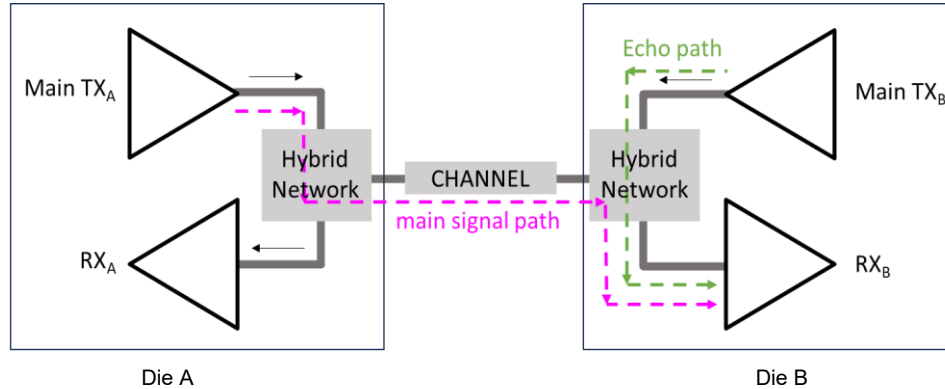 Echo path
Main TXA
Main TXB
Hybrid
Network
CHANNEL
Hybrid
Network
main signal path
RXA
RXB
Die A
Die B